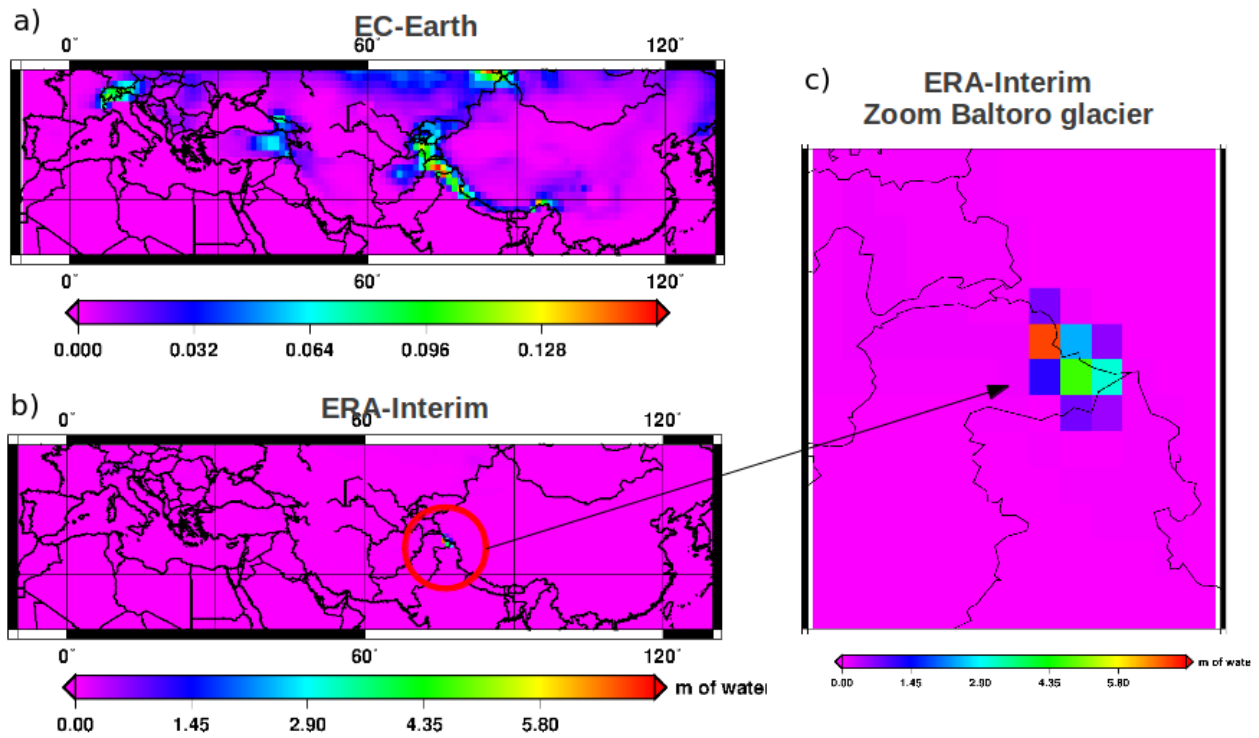 a)
EC-Earth
0° 60° 120°
0° 60° 120°
0.000 0.032 0.064 0.096 0.128
b)
ERA-Interim
0° 60° 120°
0° 60° 120°
m of wate
0.00 1.45 2.90 4.35 5.80
c)
ERA-Interim
Zoom Baltoro glacier
m of wate
0.00 1.45 2.90 4.35 5.80